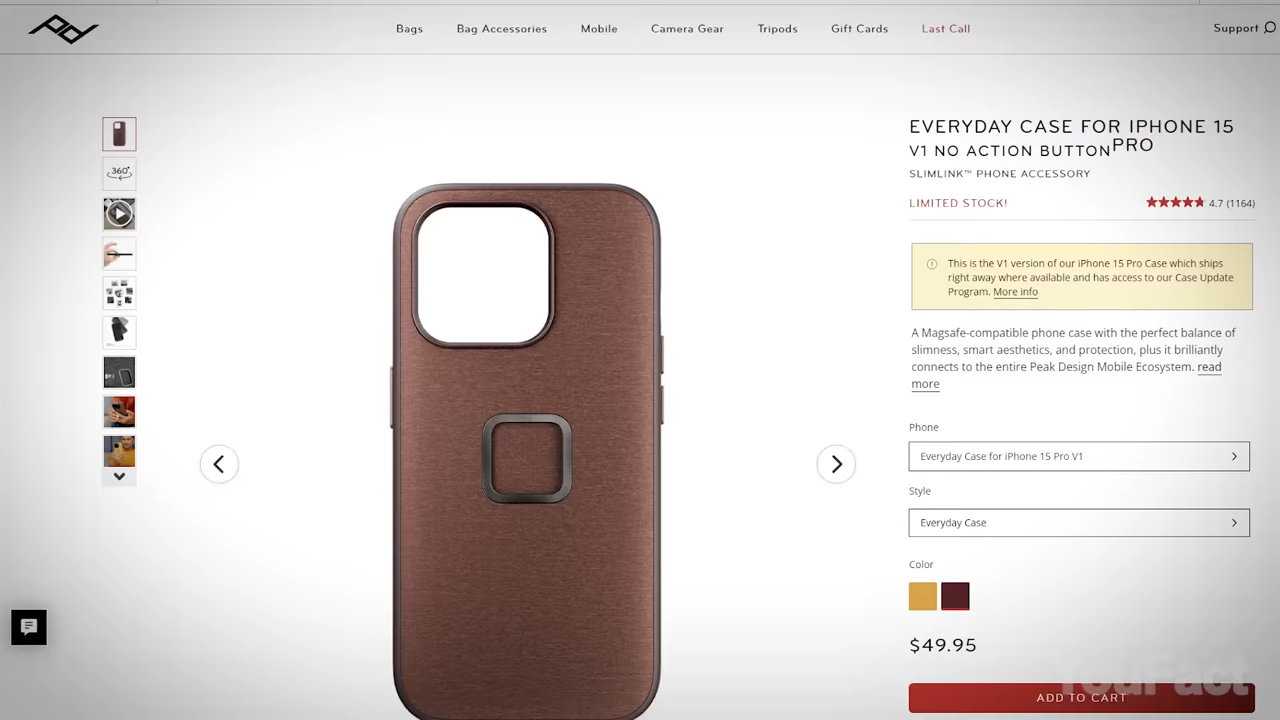 Bags Bag Accessories Mobile Camera Gear Tripods Gift Cards Last Call Support
360°
EVERYDAY CASE FOR IPHONE 15
V1 NO ACTION BUTTON PRO
SLIMLINK™ PHONE ACCESSORY
LIMITED STOCK! 4.7 (1164)
This is the V1 version of our iPhone 15 Pro Case which ships
right away where available and has access to our Case Update
Program. More info
A Magsafe-compatible phone case with the perfect balance of
slimness, smart aesthetics, and protection, plus it brilliantly
connects to the entire Peak Design Mobile Ecosystem. read
more
Phone
Everyday Case for iPhone 15 Pro V1
Style
Everyday Case
Color
$49.95
YouFact
ADD TO CART